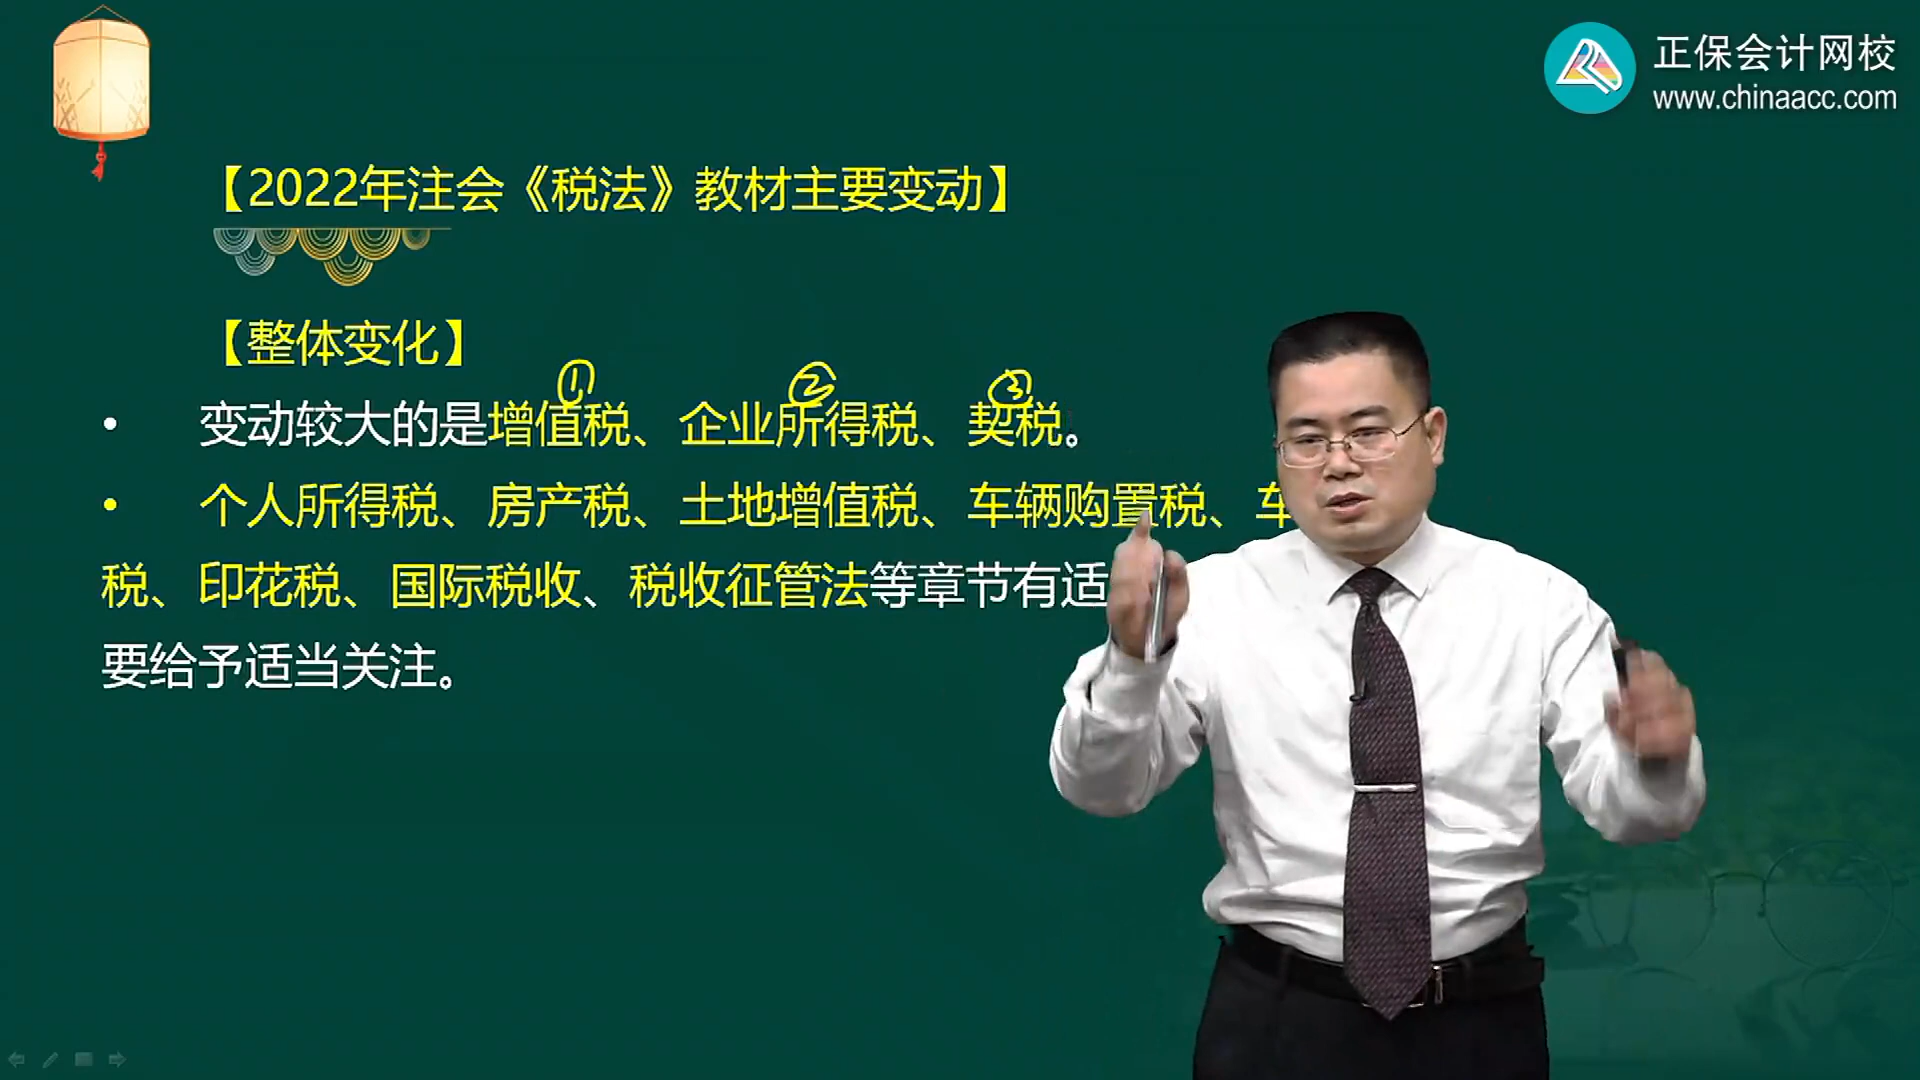 正保会计网校
www.chinaacc.com
【2022年注会《税法》教材主要变动】
【整体变化】
① ② ③
• 变动较大的是增值税、企业所得税、契税。
• 个人所得税、房产税、土地增值税、车辆购置税、车
税、印花税、国际税收、税收征管法等章节有适
要给予适当关注。